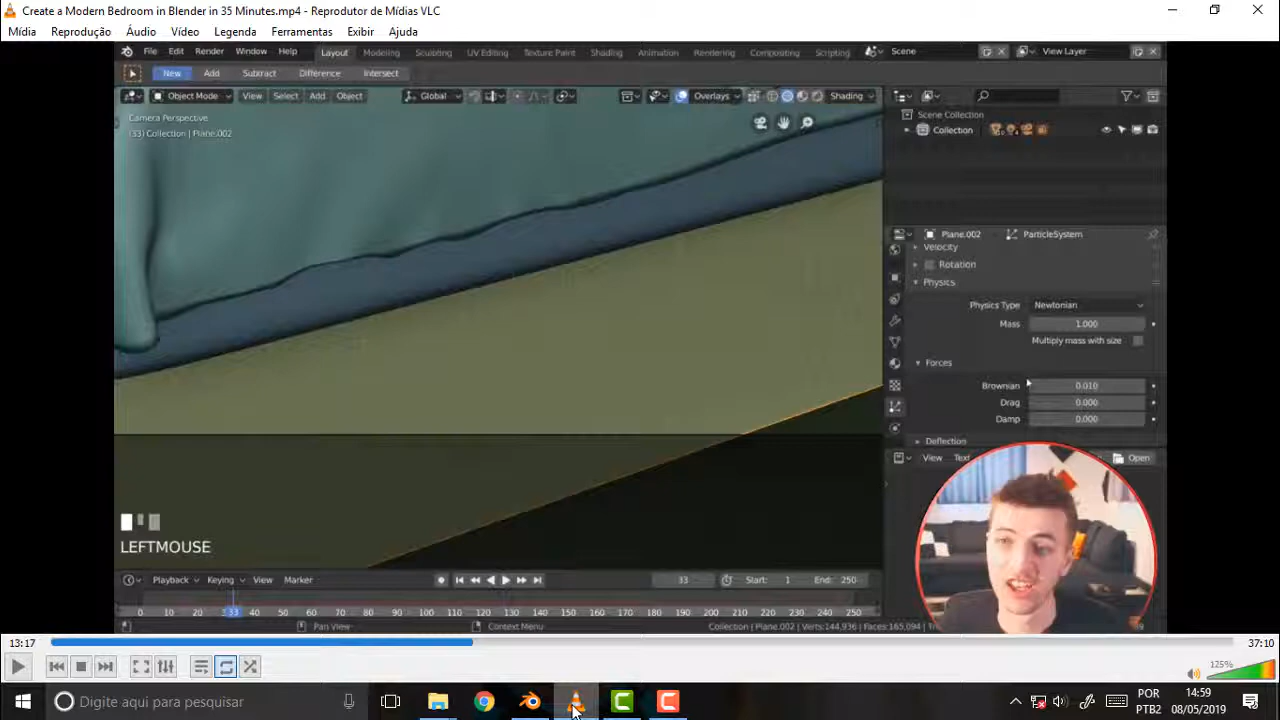 Create a Modern Bedroom in Blender in 35 Minutes.mp4 - Reprodutor de Mídias VLC
Mídia Reprodução Áudio Vídeo Legenda Ferramentas Exibir Ajuda
File Edit Render Window Help Layout Modeling Sculpting UV Editing Texture Paint Shading Animation Rendering Compositing Scripting Scene View Layer
New Add Subtract Difference Intersect
Object Mode View Select Add Object Global Overlays Shading
Camera Perspective
(33) Collection | Plane.002
Scene Collection
Collection
Plane.002 ParticleSystem
Velocity
Rotation
Physics
Physics Type Newtonian
Mass 1.000
Multiply mass with size
Forces
Brownian 0.010
Drag 0.000
Damp 0.000
Deflection
View Text Open
LEFTMOUSE
Playback Keying View Marker 33 Start: 1 End: 250
0 10 20 33 40 50 60 70 80 90 100 110 120 130 140 150 160 170 180 190 200 210 220 230 240 250
Pan View Context Menu Collection | Plane.002 | Verts:144,936 | Faces:165,094 |
13:17 37:10
125%
Digite aqui para pesquisar
POR
PTB2
14:59
08/05/2019